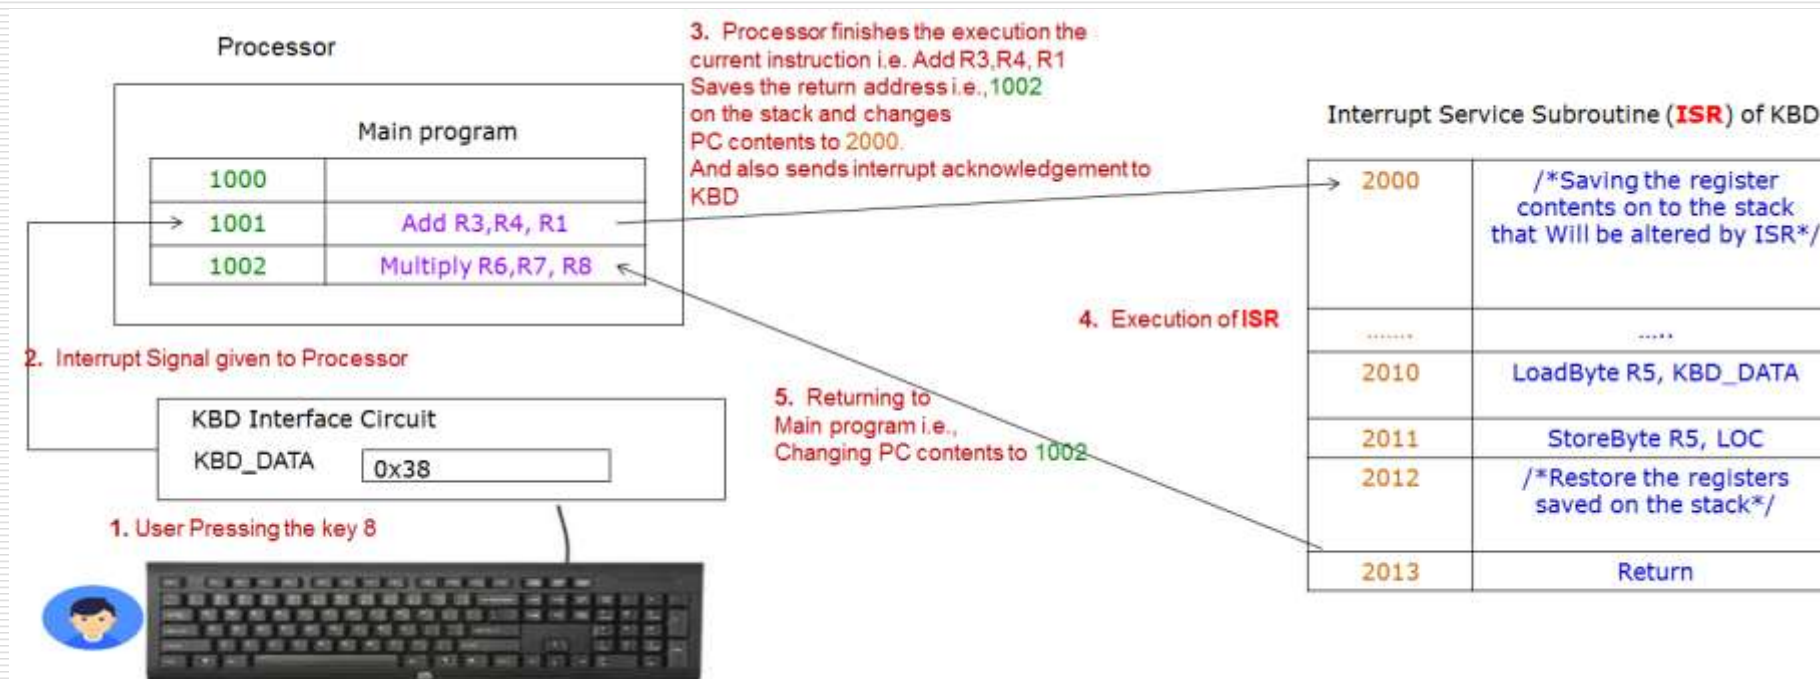 Processor
Main program
1000
1001 Add R3,R4, R1
1002 Multiply R6,R7, R8
2. Interrupt Signal given to Processor
KBD Interface Circuit
KBD_DATA 0x38
1. User Pressing the key 8
3. Processor finishes the execution the
current instruction i.e. Add R3,R4, R1
Saves the return address i.e.,1002
on the stack and changes
PC contents to 2000.
And also sends interrupt acknowledgement to
KBD
4. Execution of ISR
5. Returning to
Main program i.e.,
Changing PC contents to 1002
Interrupt Service Subroutine (ISR) of KBD
2000 /*Saving the register
contents on to the stack
that Will be altered by ISR*/
....... .....
2010 LoadByte R5, KBD_DATA
2011 StoreByte R5, LOC
2012 /*Restore the registers
saved on the stack*/
2013 Return